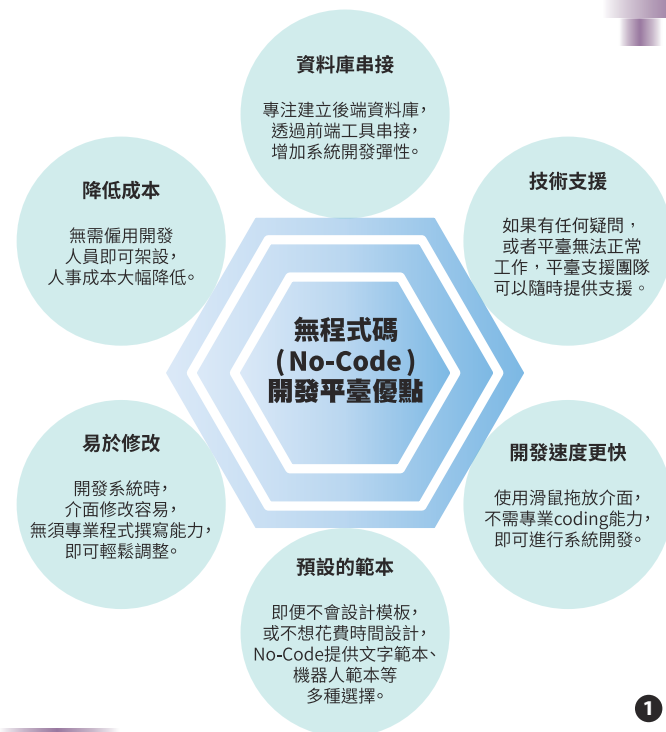 資料庫串接
專注建立後端資料庫，
透過前端工具串接，
增加系統開發彈性。
技術支援
如果有任何疑問，
或者平臺無法正常
工作，平臺支援團隊
可以隨時提供支援。
開發速度更快
使用滑鼠拖放介面，
不需專業coding能力，
即可進行系統開發。
預設的範本
即便不會設計模板，
或不想花費時間設計，
No-Code提供文字範本、
機器人範本等
多種選擇。
易於修改
開發系統時，
介面修改容易，
無須專業程式撰寫能力，
即可輕鬆調整。
降低成本
無需僱用開發
人員即可架設，
人事成本大幅降低。
無程式碼
(No-Code)
開發平臺優點
1